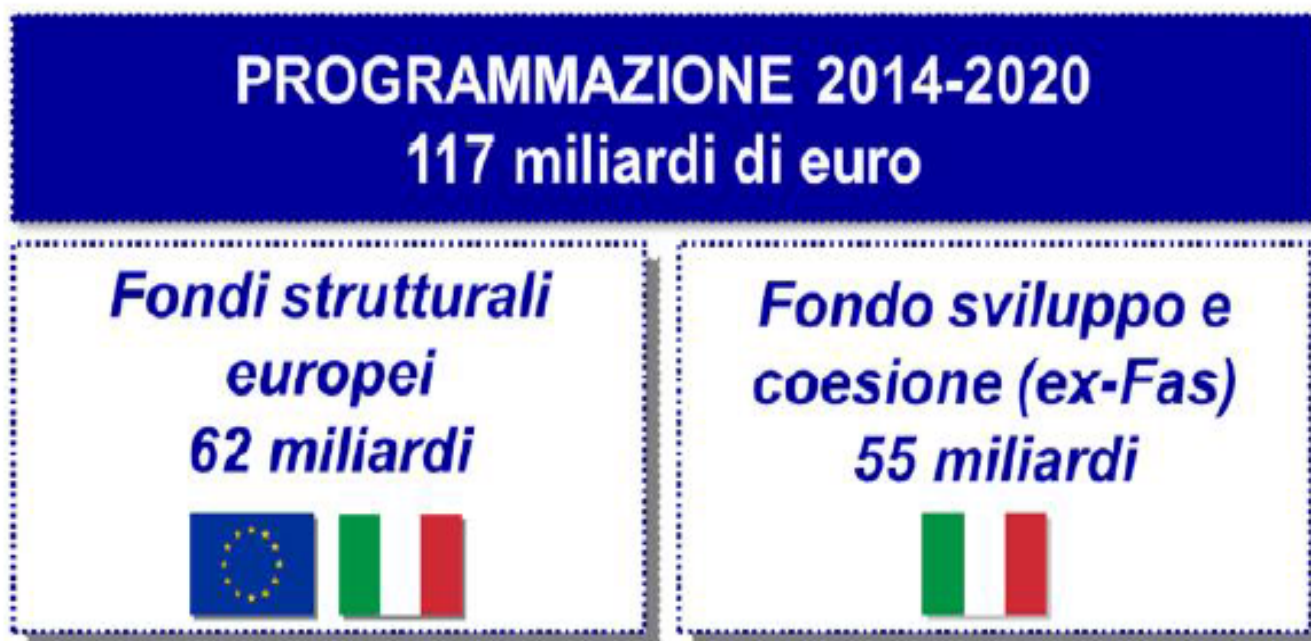 PROGRAMMAZIONE 2014-2020
117 miliardi di euro
Fondi strutturali
europei
62 miliardi
Fondo sviluppo e
coesione (ex-Fas)
55 miliardi